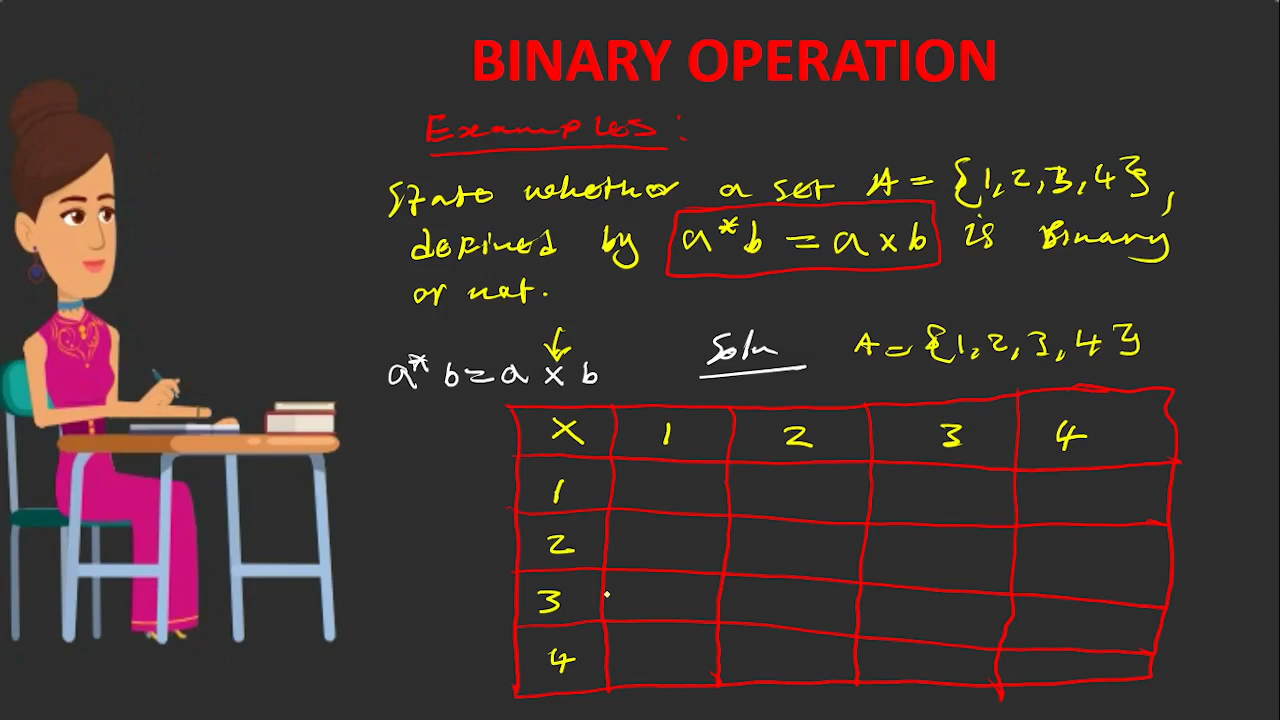 BINARY OPERATION
Examples:
State whether a set A = {1, 2, 3, 4},
defined by a*b = a x b is Binary
or not.
Soln A = {1, 2, 3, 4}
a* b = a x b
X 1 2 3 4
1
2
3
4